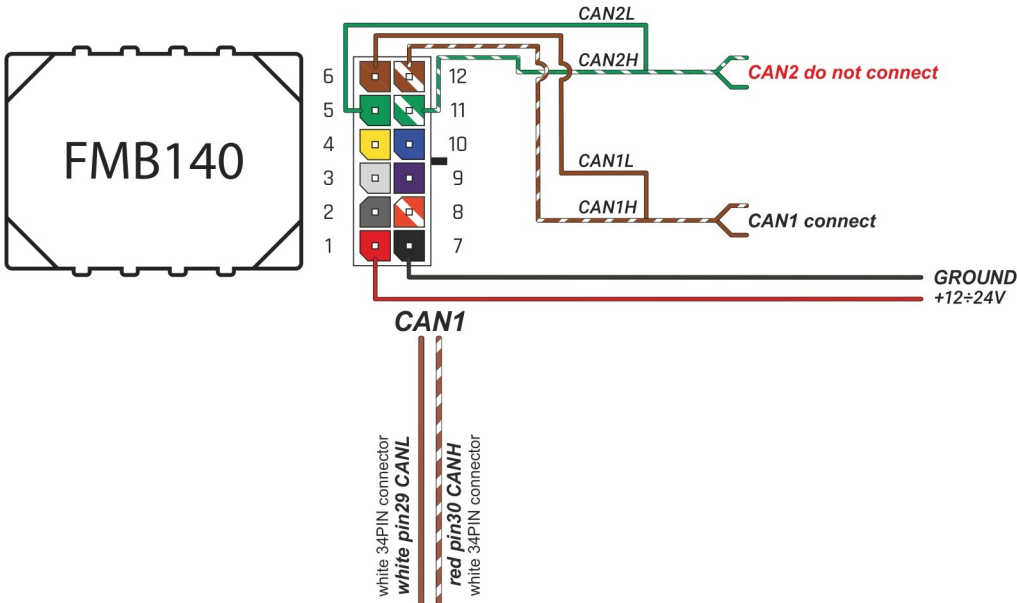 CAN2L
FMB140
6 12
CAN2H
CAN2 do not connect
5 11
4 10
3 9
CAN1L
2 8
CAN1H
CAN1 connect
1 7
GROUND
+12÷24V
CAN1
white 34PIN connector
white pin29 CANL
red pin30 CANH
white 34PIN connector